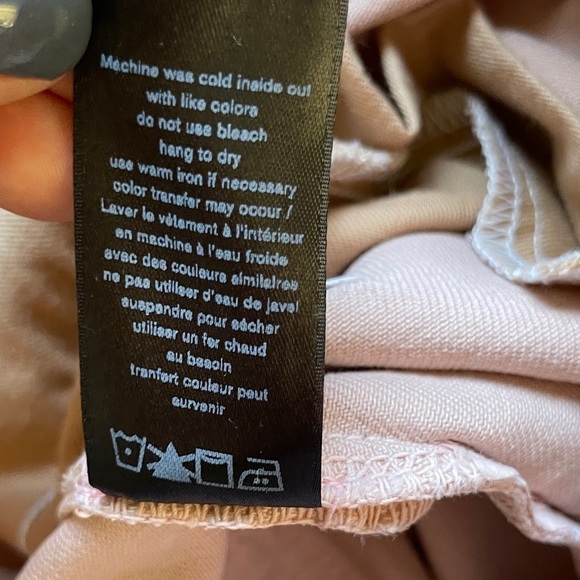 Machine was cold inside out
with like colors
do not use bleach
hang to dry
use warm iron if necessary
color transfer may occur /
Laver le vêtement à l'intérieur
en machine à l'eau froide
avec des couleurs similaires
ne pas utiliser d'eau de javel
suspendre pour sécher
utiliser un fer chaud
au besoin
tranfert couleur peut
survenir